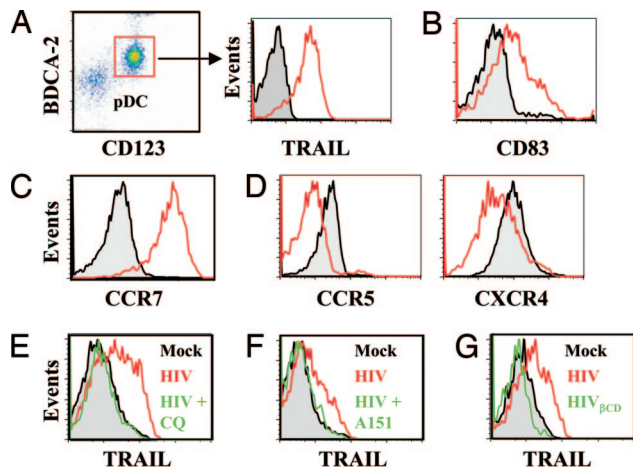 A
BDCA-2
pDC
CD123
Events
TRAIL
B
CD83
C
Events
CCR7
D
CCR5
CXCR4
E
Events
Mock
HIV
HIV +
CQ
TRAIL
F
Mock
HIV
HIV +
A151
TRAIL
G
Mock
HIV
HIVβCD
TRAIL